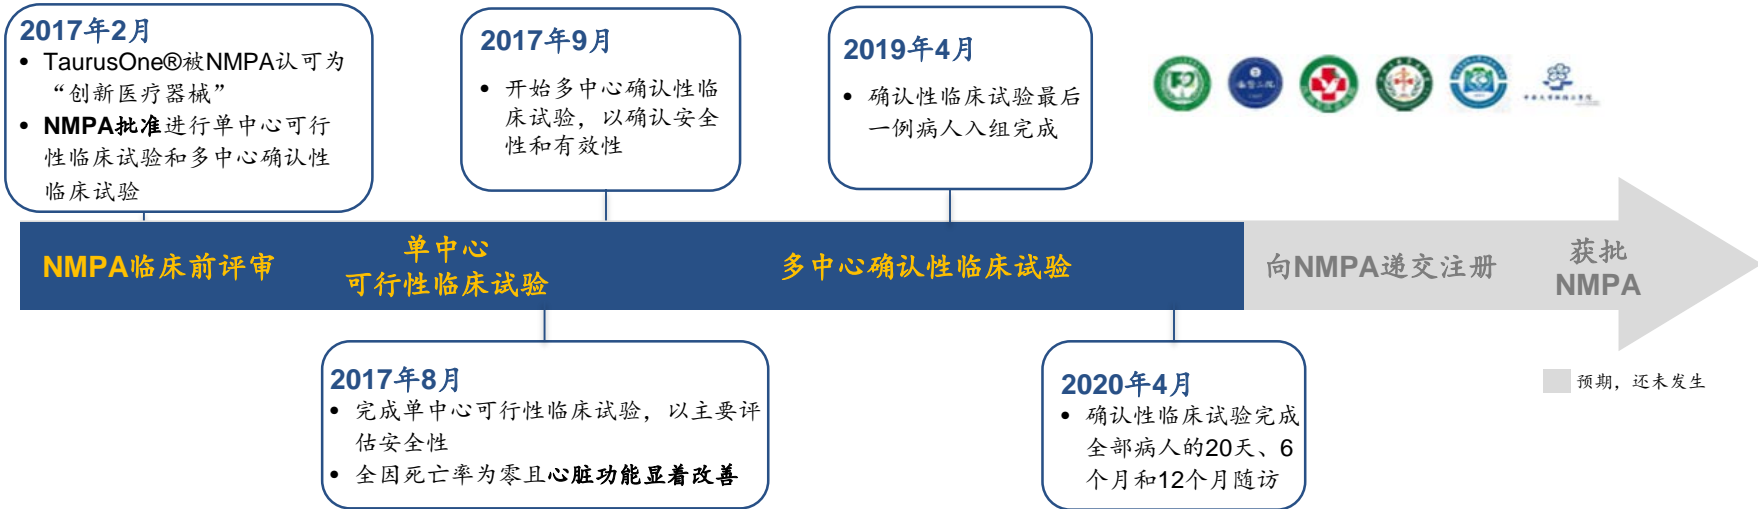 2017年2月
• TaurusOne®被NMPA认可为
“创新医疗器械”
• NMPA批准进行单中心可行
性临床试验和多中心确认性
临床试验
2017年9月
• 开始多中心确认性临
床试验，以确认安全
性和有效性
2019年4月
• 确认性临床试验最后
一例病人入组完成
NMPA临床前评审
单中心
可行性临床试验
多中心确认性临床试验
向NMPA递交注册
获批
NMPA
2017年8月
• 完成单中心可行性临床试验，以主要评
估安全性
• 全因死亡率为零且心脏功能显着改善
2020年4月
• 确认性临床试验完成
全部病人的20天、6
个月和12个月随访
预期，还未发生